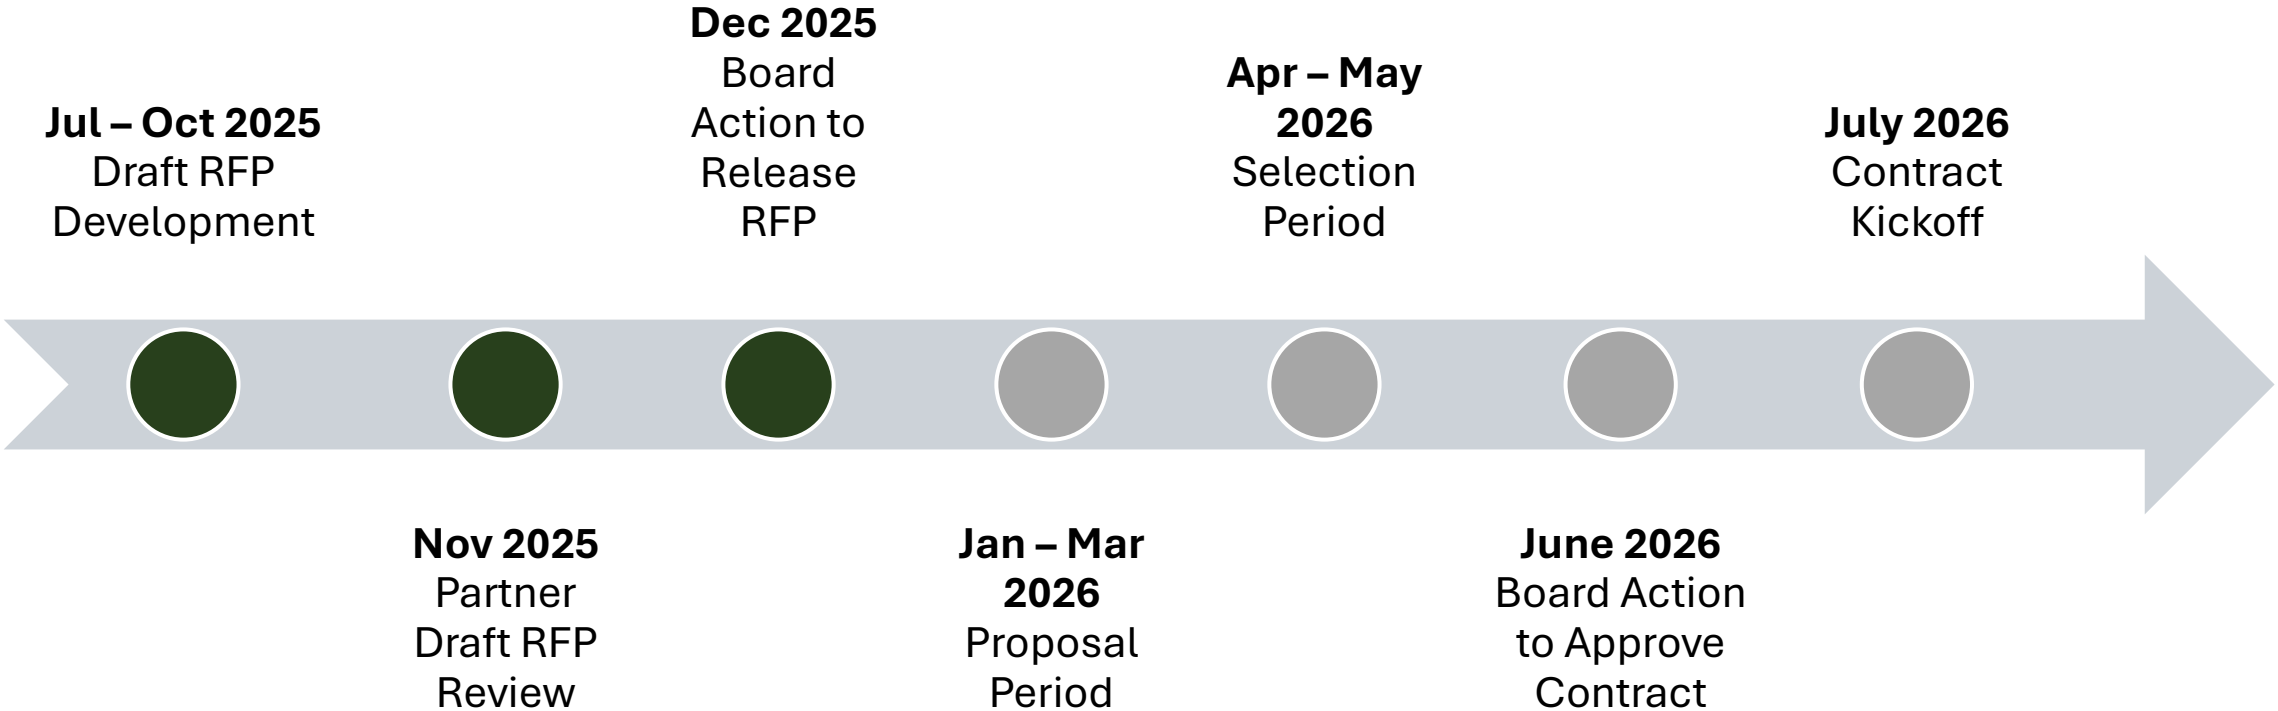 Jul – Oct 2025
Draft RFP
Development
Nov 2025
Partner
Draft RFP
Review
Dec 2025
Board
Action to
Release
RFP
Jan – Mar
2026
Proposal
Period
Apr – May
2026
Selection
Period
June 2026
Board Action
to Approve
Contract
July 2026
Contract
Kickoff